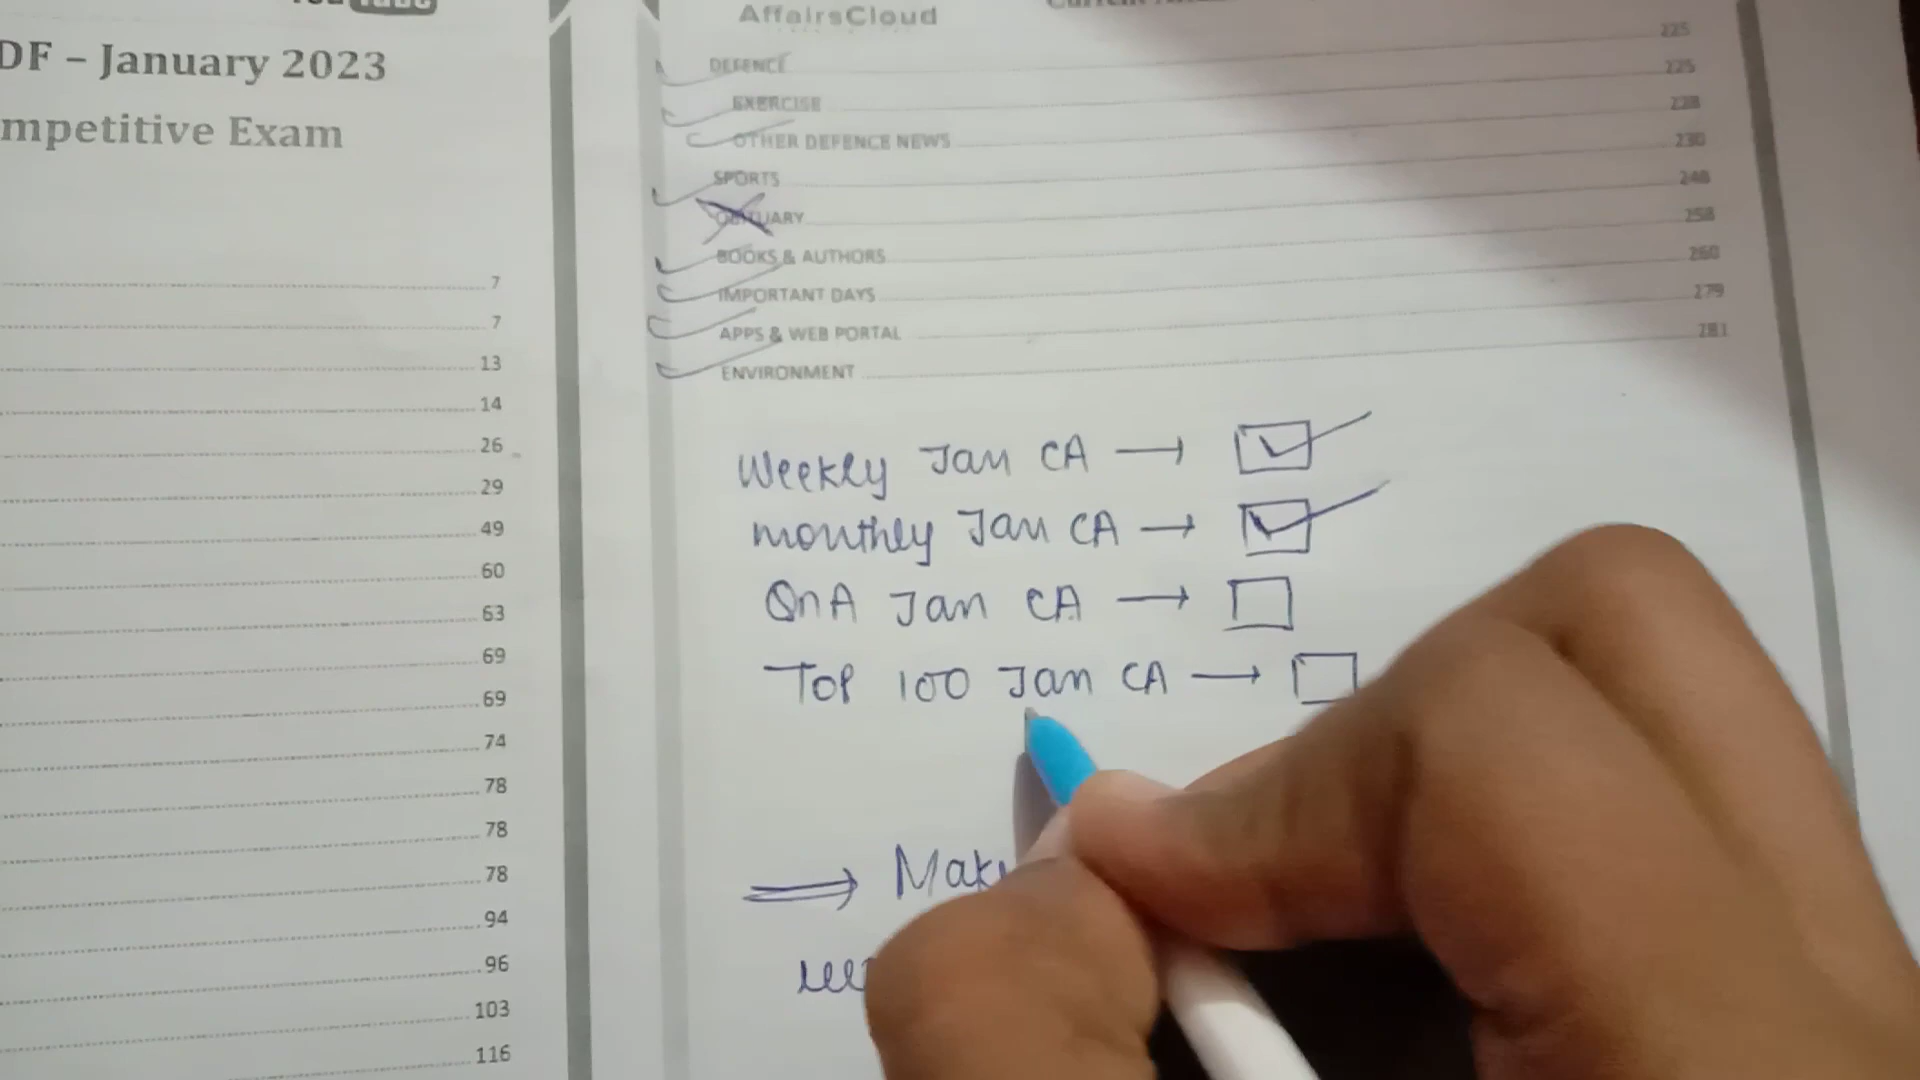 DF – January 2023
mpetitive Exam
7
7
13
14
26
29
49
60
63
69
69
74
78
78
78
94
96
103
116
AffairsCloud
225
DEFENCE 225
EXERCISE 228
OTHER DEFENCE NEWS 230
SPORTS 248
OBITUARY 258
BOOKS & AUTHORS 260
IMPORTANT DAYS 279
APPS & WEB PORTAL 281
ENVIRONMENT
Weekly Jan CA →
monthly Jan CA →
QnA Jan CA →
Top 100 Jan CA →
⇒ Mak